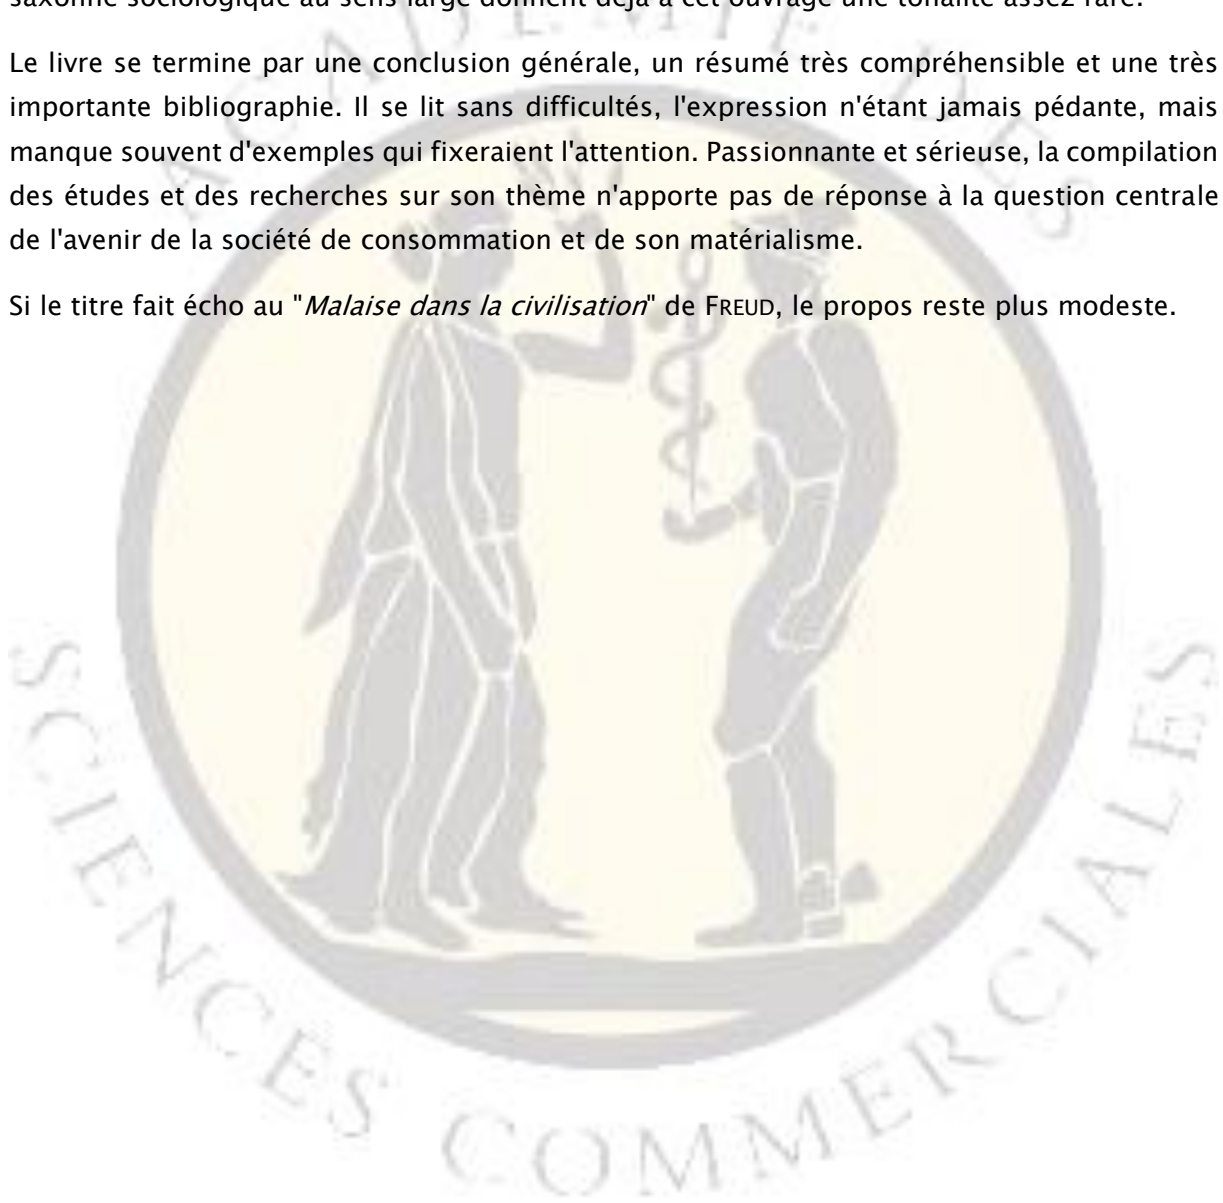 saxonne sociologique au sens large donnent déjà à cet ouvrage une tonalité assez rare.
Le livre se termine par une conclusion générale, un résumé très compréhensible et une très
importante bibliographie. Il se lit sans difficultés, l'expression n'étant jamais pédante, mais
manque souvent d'exemples qui fixeraient l'attention. Passionnante et sérieuse, la compilation
des études et des recherches sur son thème n'apporte pas de réponse à la question centrale
de l'avenir de la société de consommation et de son matérialisme.
Si le titre fait écho au "Malaise dans la civilisation" de FREUD, le propos reste plus modeste.
ACADEMIE DES
SCIENCES COMMERCIALES